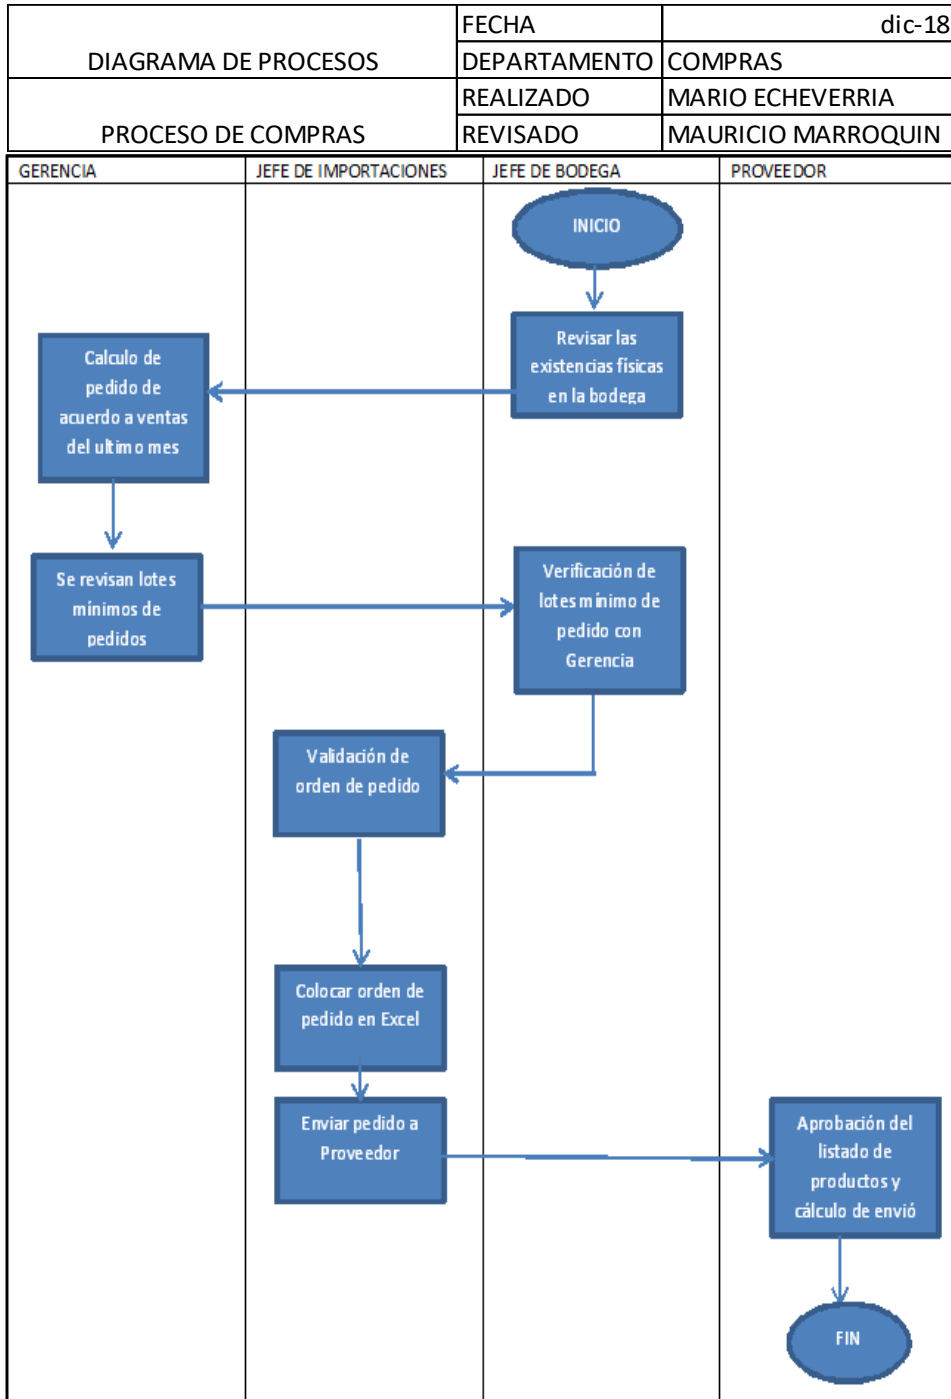 DIAGRAMA DE PROCESOS
PROCESO DE COMPRAS
FECHA dic-18
DEPARTAMENTO COMPRAS
REALIZADO MARIO ECHEVERRIA
REVISADO MAURICIO MARROQUIN
GERENCIA JEFE DE IMPORTACIONES JEFE DE BODEGA PROVEEDOR
INICIO
Revisar las
existencias físicas
en la bodega
Calculo de
pedido de
acuerdo a ventas
del ultimo mes
Se revisan lotes
mínimos de
pedidos
Verificación de
lotes mínimo de
pedido con
Gerencia
Validación de
orden de pedido
Colocar orden de
pedido en Excel
Enviar pedido a
Proveedor
Aprobación del
listado de
productos y
cálculo de envió
FIN